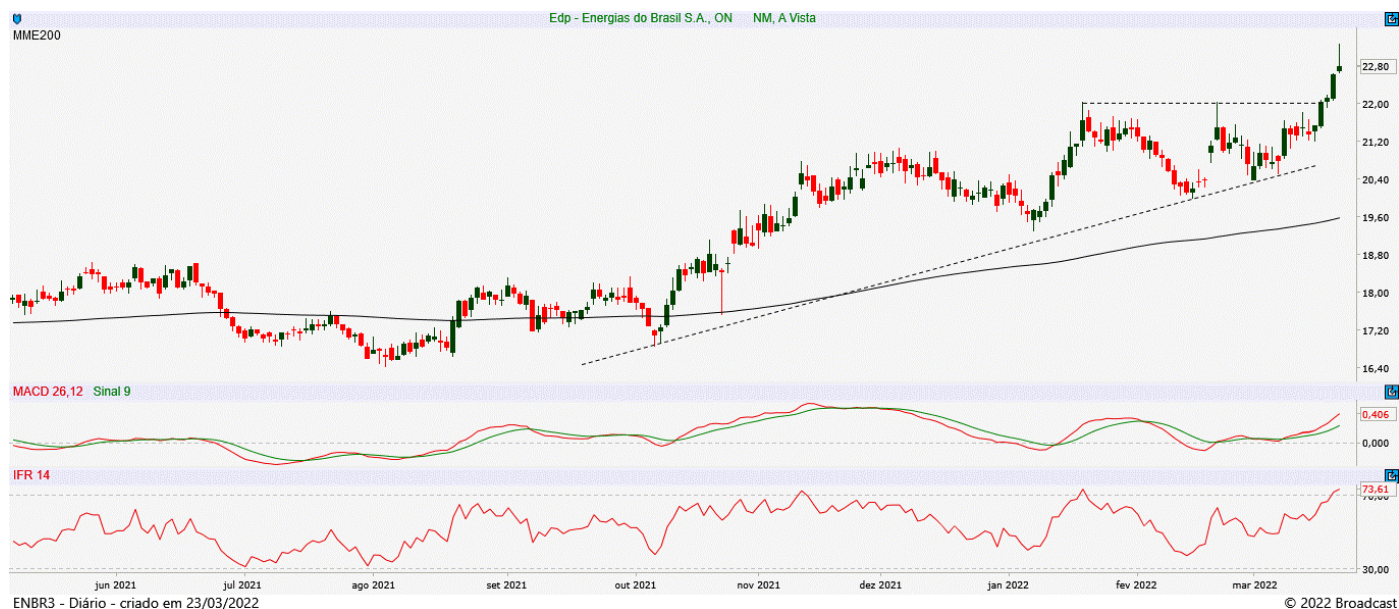 Edp - Energias do Brasil S.A., ON NM, A Vista
MME200
22,80
22,00
21,20
20,40
19,60
18,80
18,00
17,20
16,40
MACD 26,12 Sinal 9
0,406
0,000
IFR 14
73,61
70,00
30,00
jun 2021 jul 2021 ago 2021 set 2021 out 2021 nov 2021 dez 2021 jan 2022 fev 2022 mar 2022
ENBR3 - Diário - criado em 23/03/2022 © 2022 Broadcast